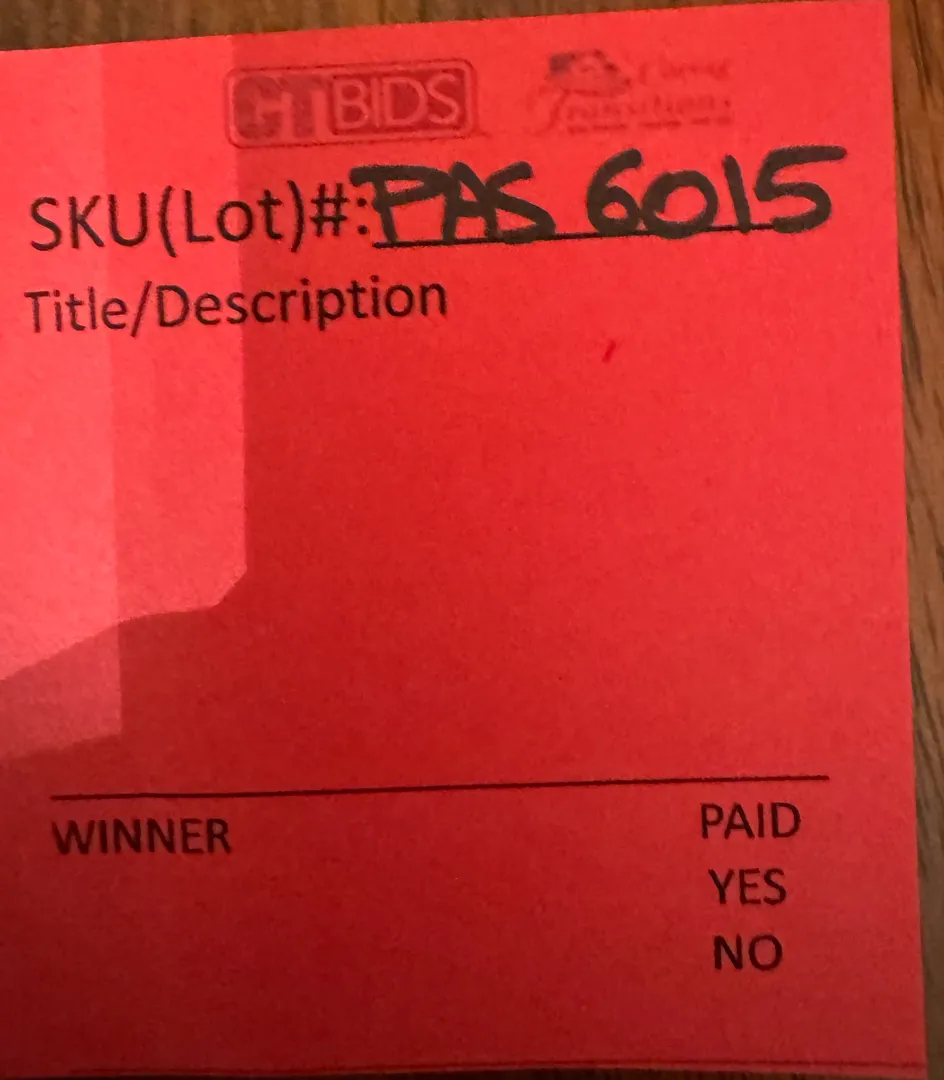 GTBIDS
SKU(Lot)#: PAS 6015
Title/Description
WINNER
PAID
YES
NO